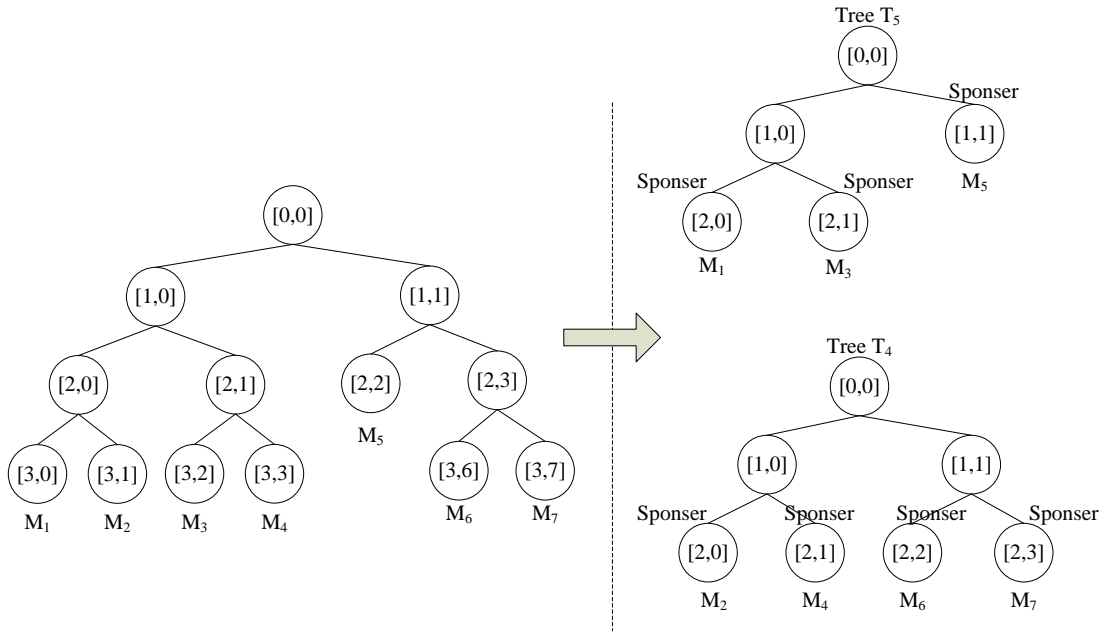 [0,0]
[1,0]
[1,1]
[2,0]
[2,1]
[2,2]
[2,3]
M5
[3,0]
[3,1]
[3,2]
[3,3]
[3,6]
[3,7]
M1
M2
M3
M4
M6
M7
Tree T5
[0,0]
Sponser
[1,0]
[1,1]
M5
Sponser
Sponser
[2,0]
[2,1]
M1
M3
Tree T4
[0,0]
[1,0]
[1,1]
Sponser
Sponser
Sponser
Sponser
[2,0]
[2,1]
[2,2]
[2,3]
M2
M4
M6
M7